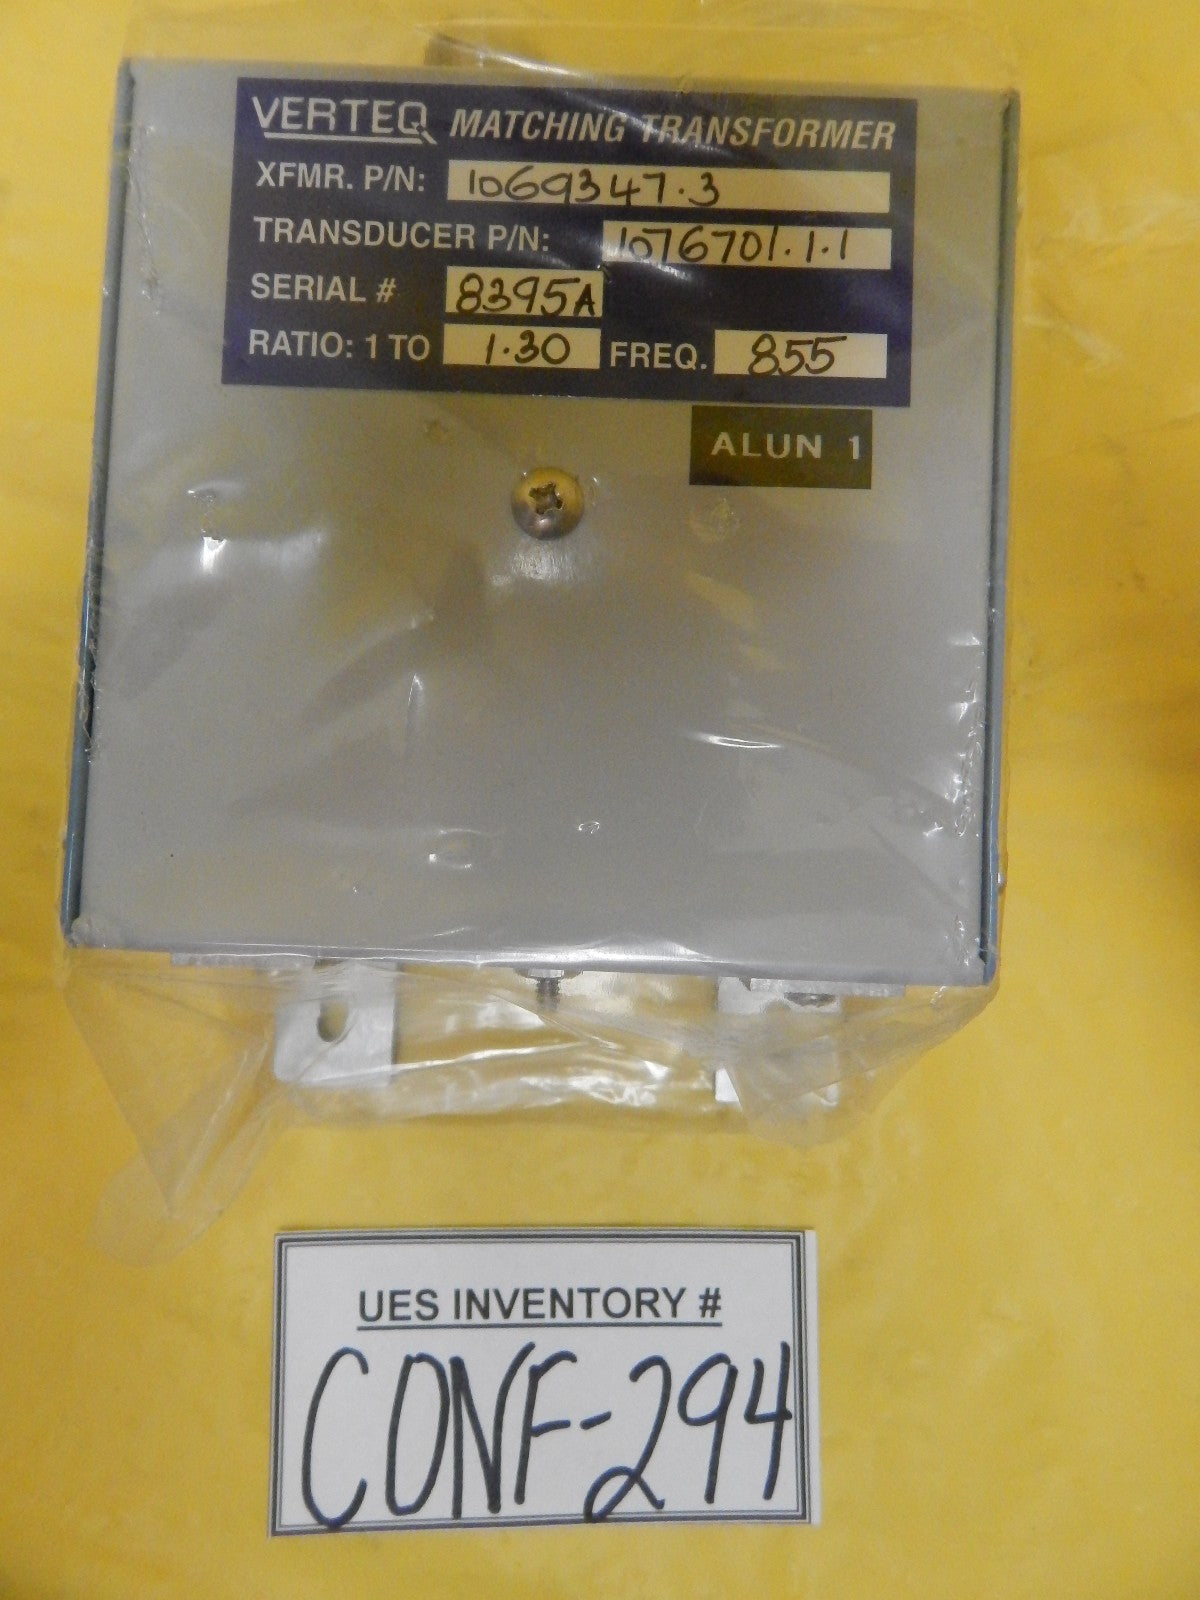 VERTEQ MATCHING TRANSFORMER
XFMR. P/N: 1069347.3
TRANSDUCER P/N: 1076701.1.1
SERIAL # 8395A
RATIO: 1 TO 1.30 FREQ. 855
ALUN 1
UES INVENTORY #
CONF-294